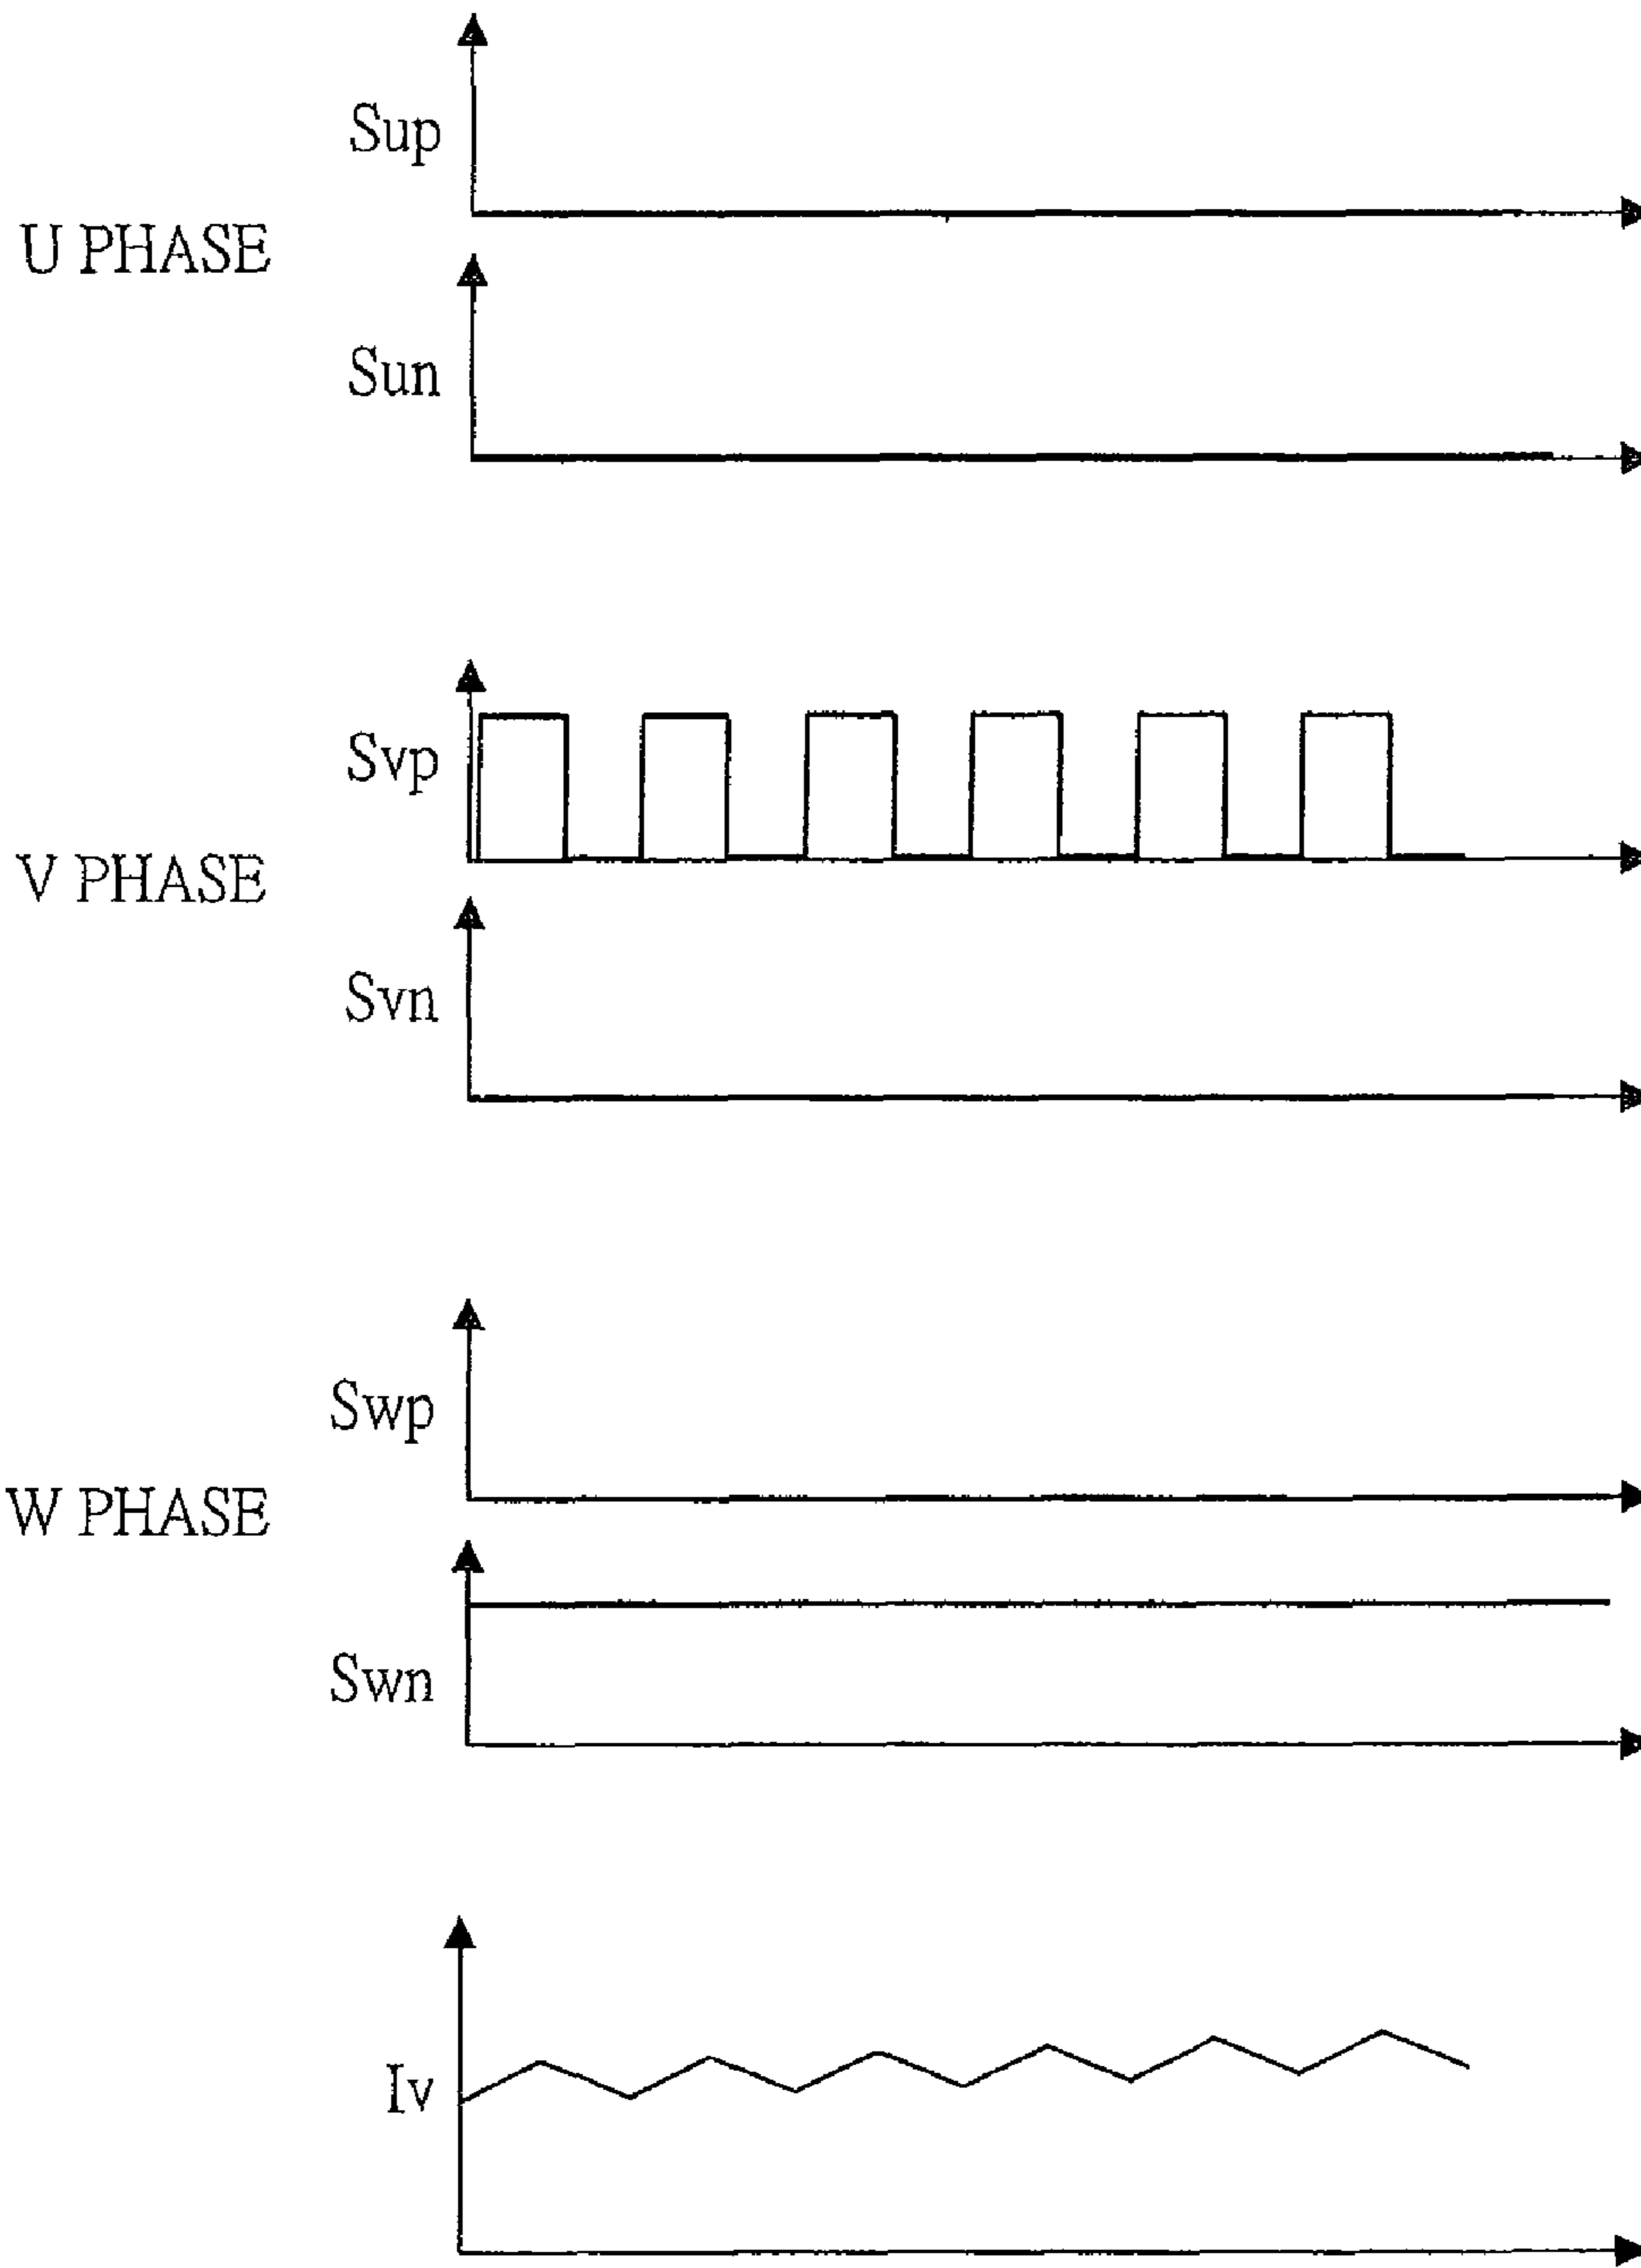 Sup
U PHASE
Sun
Svp
V PHASE
Svn
Swp
W PHASE
Swn
Iv